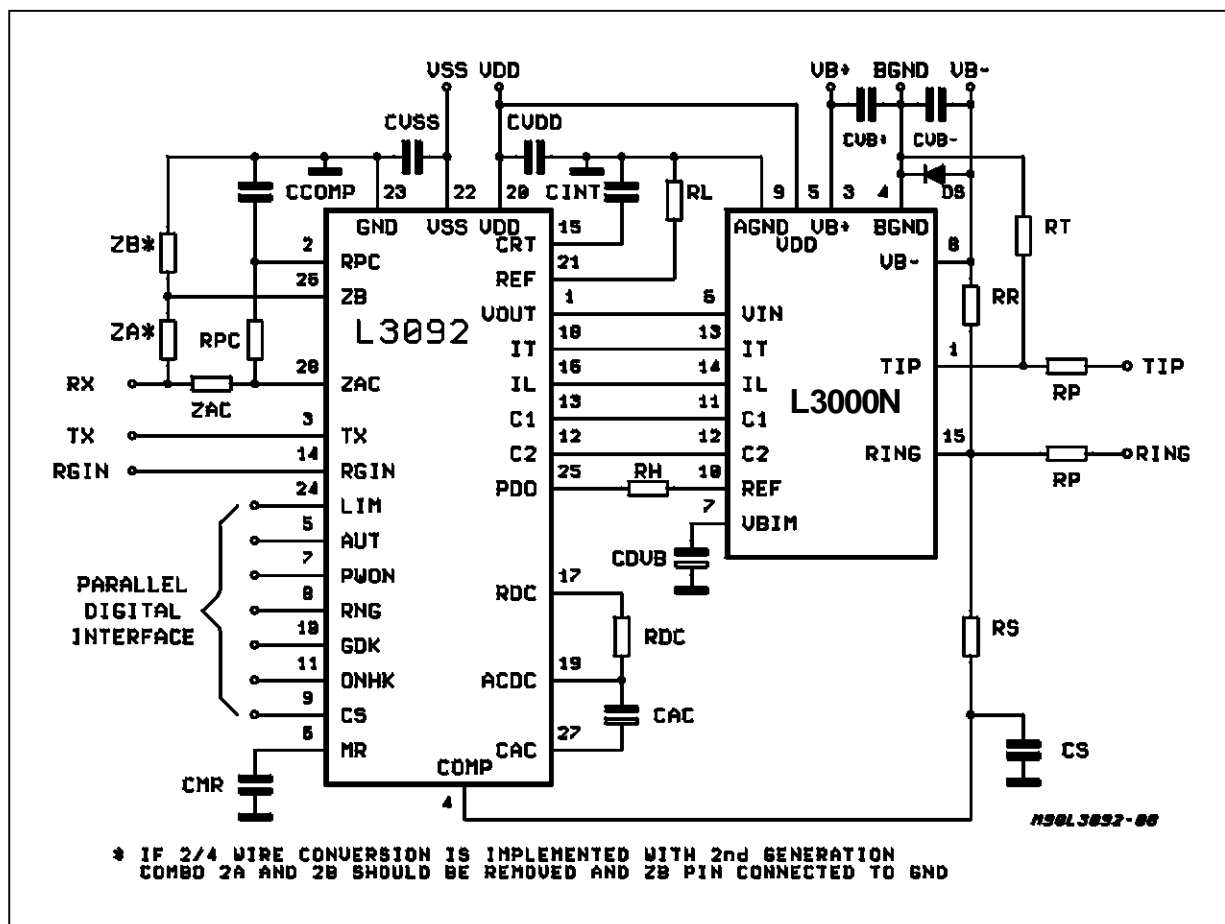 VSS VDD
VB+ BGND VB-
CVSS CVDD
CVB+ CVB-
CCOMP 23 22 20 CINT RL 9 5 3 4 DS
GND VSS VDD
AGND VDD VB+ BGND
ZB*
2 RPC
26 ZB
ZA* RPC
L3092
RX
ZAC
28 ZAC
TX
3 TX
RGIN
14 RGIN
24 LIM
5 AUT
7 PWON
8 RNG
10 GDK
11 ONHK
9 CS
6 MR
PARALLEL
DIGITAL
INTERFACE
CMR
COMP
4
CRT 15
REF 21
VOUT 1
IT 18
IL 16
C1 13
C2 12
PDO 25
RH
RDC 17
RDC
ACDC 19
CAC
CAC 27
L3000N
6 VIN
13 IT
14 IL
11 C1
12 C2
10 REF
7 VBIM
CDVB
VB- 8
RT
RR
TIP 1
RP
TIP
RING 15
RP
RING
RS
CS
M90L3092-08
* IF 2/4 WIRE CONVERSION IS IMPLEMENTED WITH 2nd GENERATION
COMBO 2A AND 2B SHOULD BE REMOVED AND ZB PIN CONNECTED TO GND